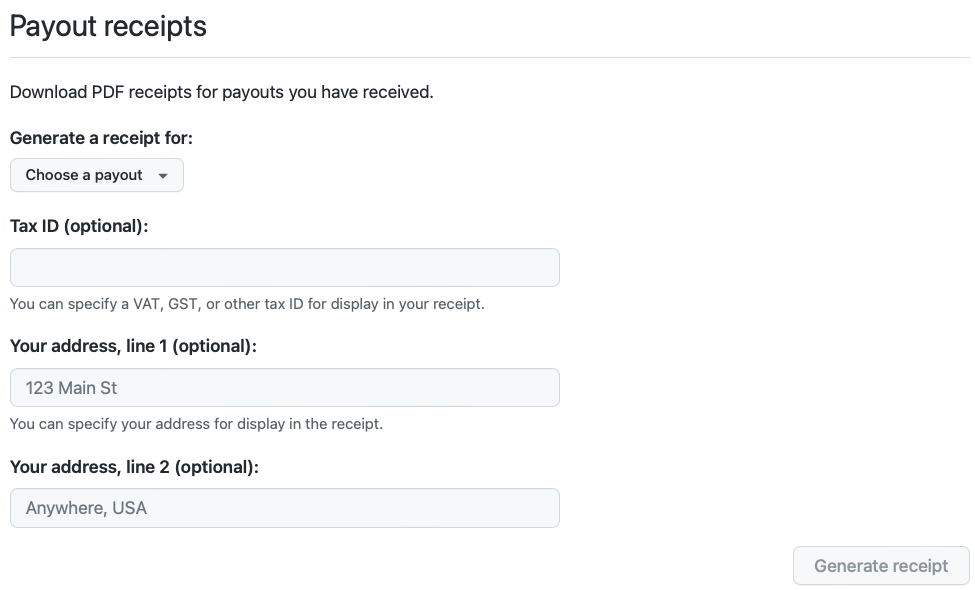 Payout receipts
Download PDF receipts for payouts you have received.
Generate a receipt for:
Choose a payout
Tax ID (optional):
You can specify a VAT, GST, or other tax ID for display in your receipt.
Your address, line 1 (optional):
123 Main St
You can specify your address for display in the receipt.
Your address, line 2 (optional):
Anywhere, USA
Generate receipt